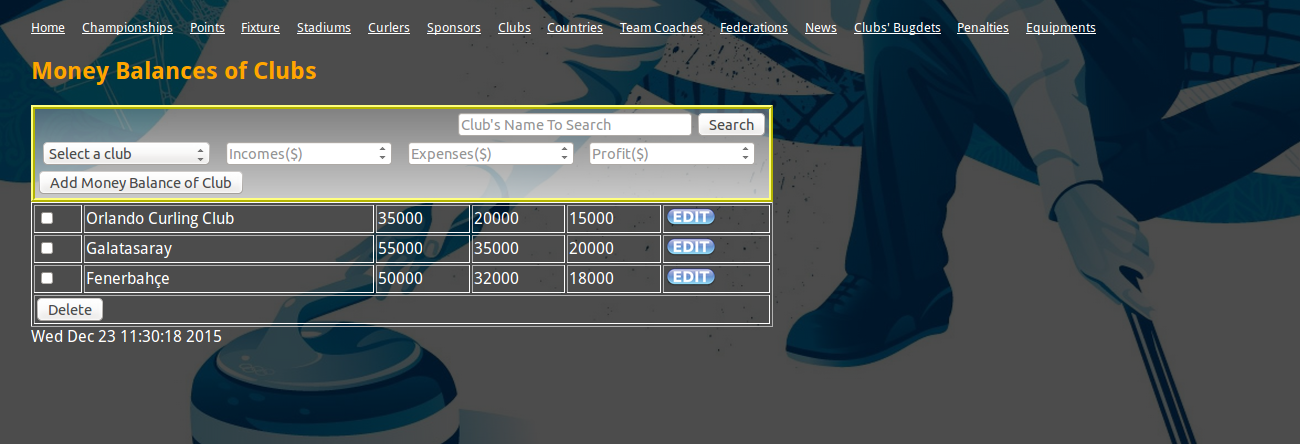 Home Championships Points Fixture Stadiums Curlers Sponsors Clubs Countries Team Coaches Federations News Clubs' Bugdets Penalties Equipments
Money Balances of Clubs
Club's Name To Search Search
Select a club Incomes($) Expenses($) Profit($)
Add Money Balance of Club
Orlando Curling Club 35000 20000 15000 EDIT
Galatasaray 55000 35000 20000 EDIT
Fenerbahçe 50000 32000 18000 EDIT
Delete
Wed Dec 23 11:30:18 2015